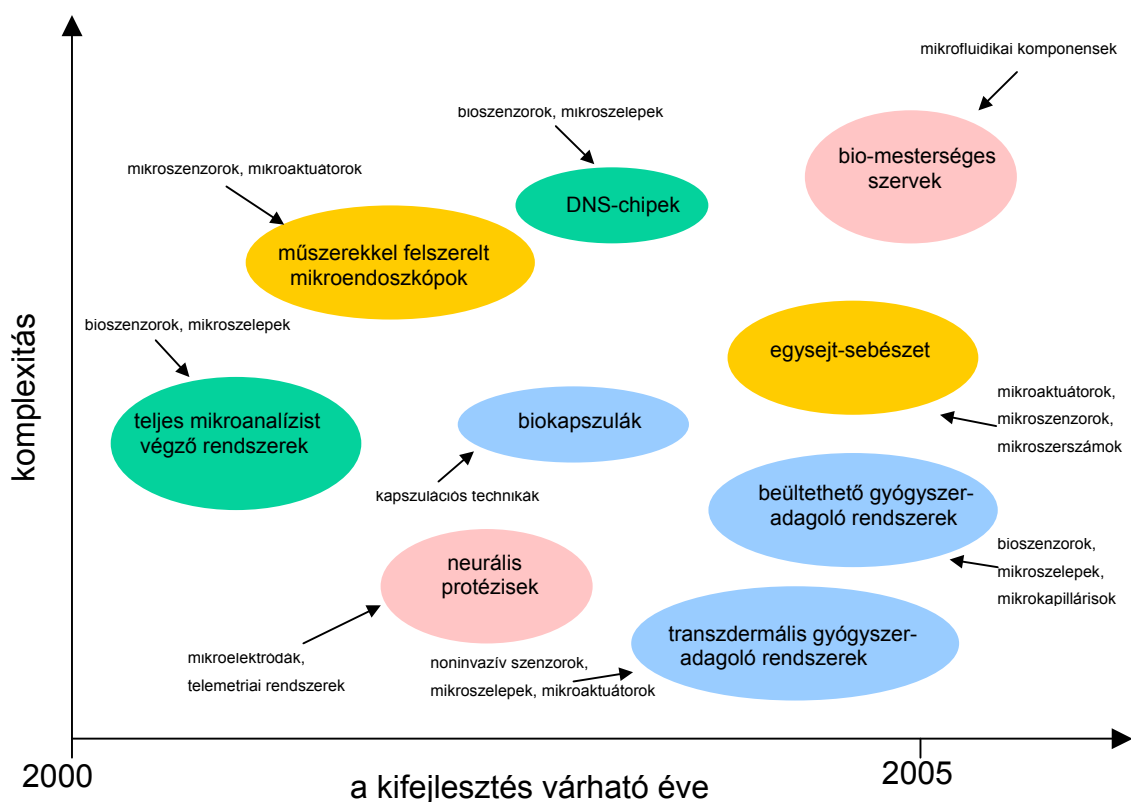 mikrofluidikai komponensek
bioszenzorok, mikroszelepek
bio-mesterséges
szervek
mikroszenzorok, mikroaktuátorok
DNS-chipek
műszerekkel felszerelt
mikroendoszkópok
bioszenzorok, mikroszelepek
egysejt-sebészet
mikroaktuátorok,
mikroszenzorok,
mikroszerszámok
teljes mikroanalízist
végző rendszerek
biokapszulák
kapszulációs technikák
beültethető gyógyszer-
adagoló rendszerek
bioszenzorok,
mikroszelepek,
mikrokapillárisok
neurális
protézisek
transzdermális gyógyszer-
adagoló rendszerek
mikroelektródák,
telemetriai rendszerek
noninvazív szenzorok,
mikroszelepek, mikroaktuátorok
komplexitás
2000
2005
a kifejlesztés várható éve